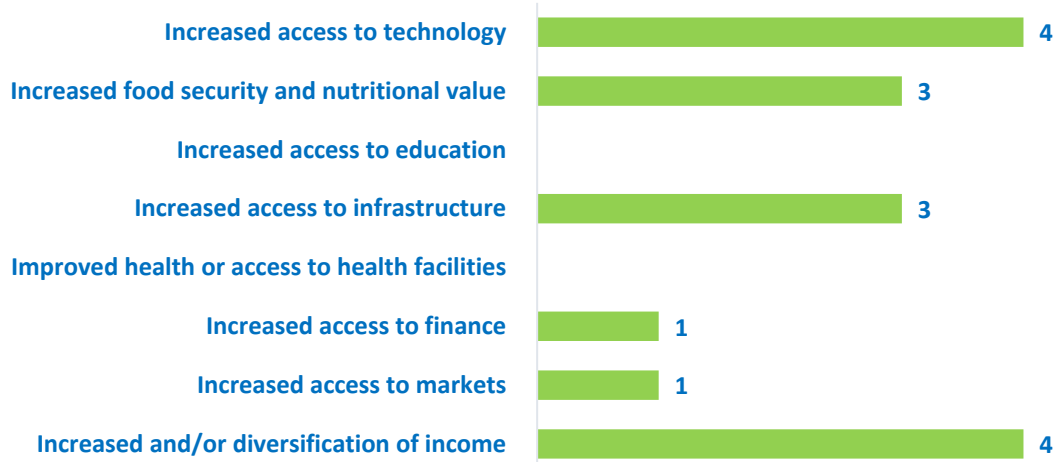 Increased access to technology 4
Increased food security and nutritional value 3
Increased access to education
Increased access to infrastructure 3
Improved health or access to health facilities
Increased access to finance 1
Increased access to markets 1
Increased and/or diversification of income 4